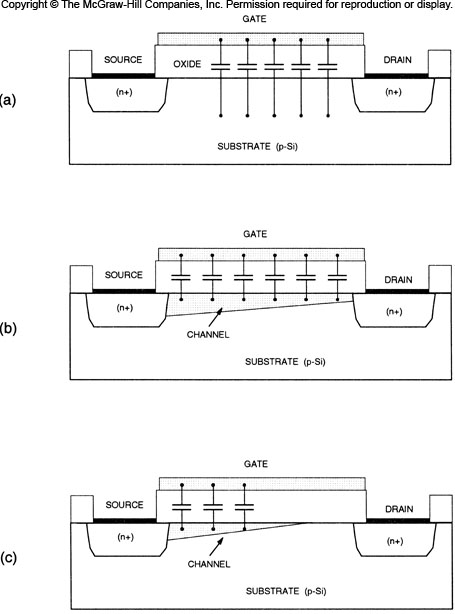 Copyright © The McGraw-Hill Companies, Inc. Permission required for reproduction or display.
GATE
SOURCE
OXIDE
DRAIN
(a)
(n+)
(n+)
SUBSTRATE (p-Si)
GATE
SOURCE
DRAIN
(n+)
(n+)
(b)
CHANNEL
SUBSTRATE (p-Si)
GATE
SOURCE
DRAIN
(n+)
(n+)
(c)
CHANNEL
SUBSTRATE (p-Si)